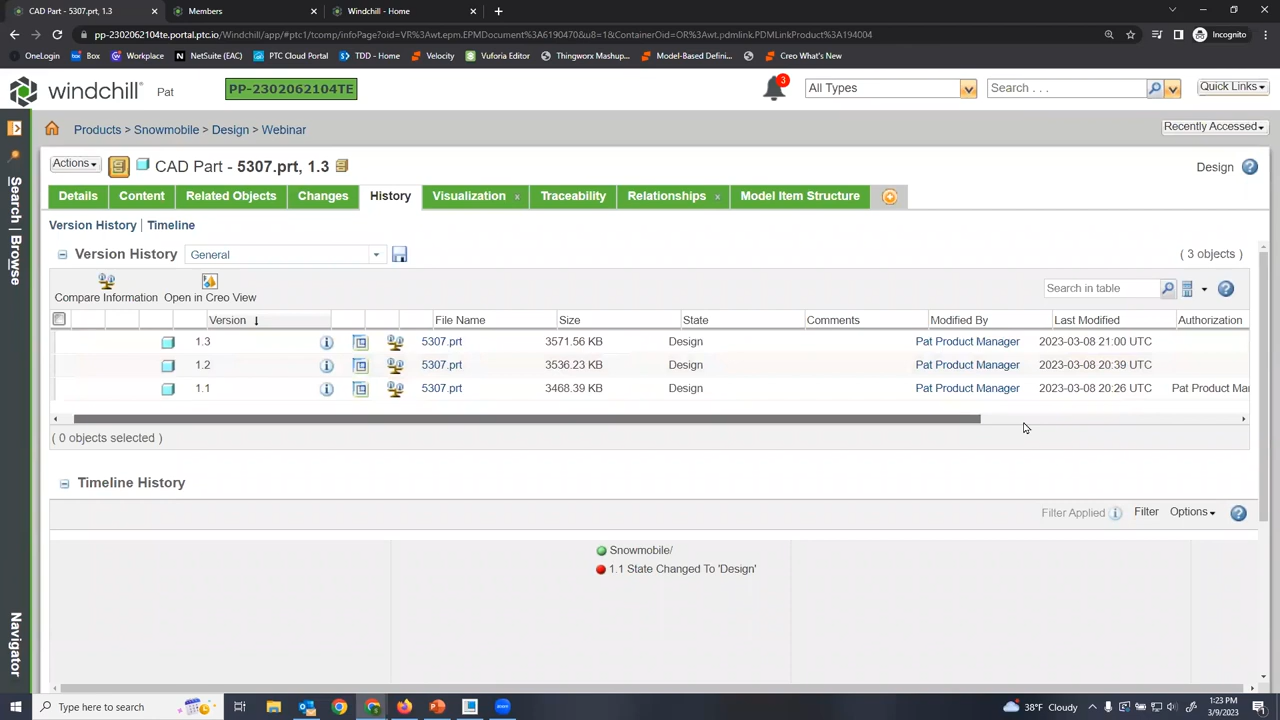 CAD Parts - 5307.prt, 1.3
Members
Windchill - Home
pp-2302062104te.portal.ptc.io/Windchill/app/#ptc1/tcomp/infoPage?oid=VR%3Awt.epm.EPMDocument%3A6190470&u8=1&ContainerOid=OR%3Awt.pdmlink.PDMLinkProduct%3A194004
Incognito
OneLogin
Box
Workplace
NetSuite (EAC)
PTC Cloud Portal
TDD - Home
Velocity
Vuforia Editor
Thingworx Mashup...
Model-Based Defini...
Creo What's New
windchill
Pat
PP-2302062104TE
3
All Types
Search . . .
Quick Links
Products > Snowmobile > Design > Webinar
Recently Accessed
Actions
CAD Part - 5307.prt, 1.3
Design
Details
Content
Related Objects
Changes
History
Visualization x
Traceability
Relationships x
Model Item Structure
Version History | Timeline
Version History
General
( 3 objects )
Compare Information
Open in Creo View
Search in table
Version
File Name
Size
State
Comments
Modified By
Last Modified
Authorization
1.3 5307.prt 3571.56 KB Design Pat Product Manager 2023-03-08 21:00 UTC
1.2 5307.prt 3536.23 KB Design Pat Product Manager 2023-03-08 20:39 UTC
1.1 5307.prt 3468.39 KB Design Pat Product Manager 2023-03-08 20:26 UTC Pat Product Mar
( 0 objects selected )
Timeline History
Filter Applied
Filter
Options
Snowmobile/
1.1 State Changed To 'Design'
Search | Browse
Navigator
Type here to search
38°F Cloudy
1:23 PM
3/9/2023